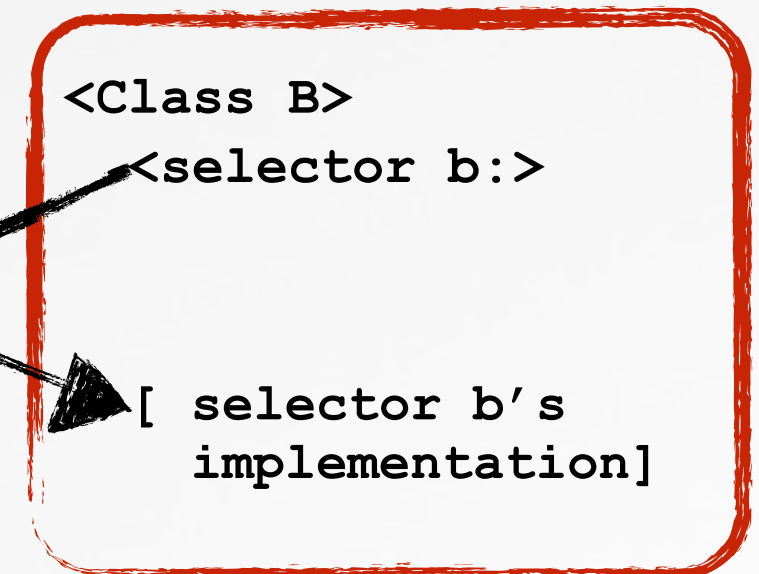 <Class B>
<selector b:>
[ selector b’s
implementation]